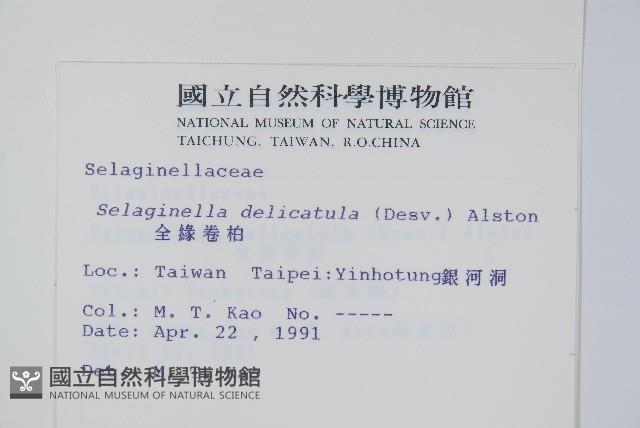 國立自然科學博物館
NATIONAL MUSEUM OF NATURAL SCIENCE
TAICHUNG, TAIWAN, R.O.CHINA
Selaginellaceae
Selaginella delicatula (Desv.) Alston
全緣卷柏
Loc.: Taiwan Taipei:Yinhotung銀河洞
Col.: M. T. Kao No. -----
Date: Apr. 22 , 1991
國立自然科學博物館
NATIONAL MUSEUM OF NATURAL SCIENCE